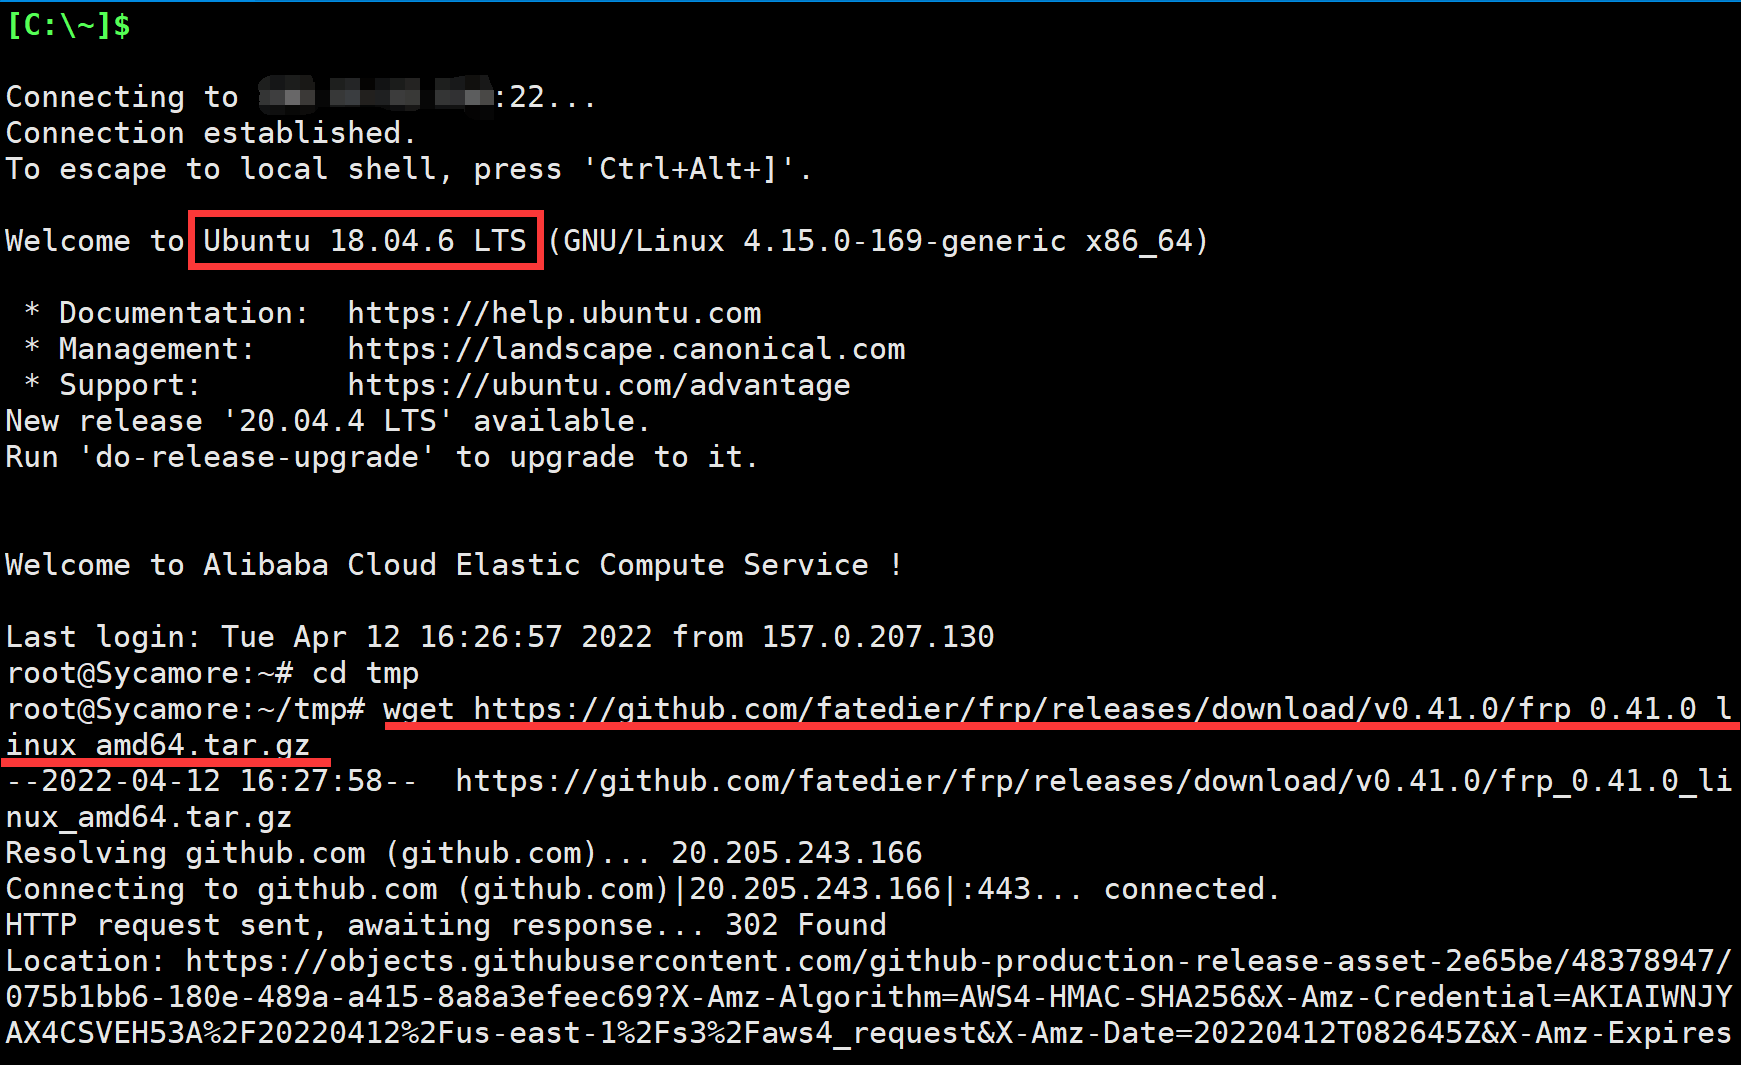 [C:\~]$
Connecting to :22...
Connection established.
To escape to local shell, press 'Ctrl+Alt+]'.
Welcome to Ubuntu 18.04.6 LTS (GNU/Linux 4.15.0-169-generic x86_64)
* Documentation:  https://help.ubuntu.com
* Management:     https://landscape.canonical.com
* Support:        https://ubuntu.com/advantage
New release '20.04.4 LTS' available.
Run 'do-release-upgrade' to upgrade to it.
Welcome to Alibaba Cloud Elastic Compute Service !
Last login: Tue Apr 12 16:26:57 2022 from 157.0.207.130
root@Sycamore:~# cd tmp
root@Sycamore:~/tmp# wget https://github.com/fatedier/frp/releases/download/v0.41.0/frp_0.41.0_l
inux_amd64.tar.gz
--2022-04-12 16:27:58--  https://github.com/fatedier/frp/releases/download/v0.41.0/frp_0.41.0_li
nux_amd64.tar.gz
Resolving github.com (github.com)... 20.205.243.166
Connecting to github.com (github.com)|20.205.243.166|:443... connected.
HTTP request sent, awaiting response... 302 Found
Location: https://objects.githubusercontent.com/github-production-release-asset-2e65be/48378947/
075b1bb6-180e-489a-a415-8a8a3efeec69?X-Amz-Algorithm=AWS4-HMAC-SHA256&X-Amz-Credential=AKIAIWNJY
AX4CSVEH53A%2F20220412%2Fus-east-1%2Fs3%2Faws4_request&X-Amz-Date=20220412T082645Z&X-Amz-Expires